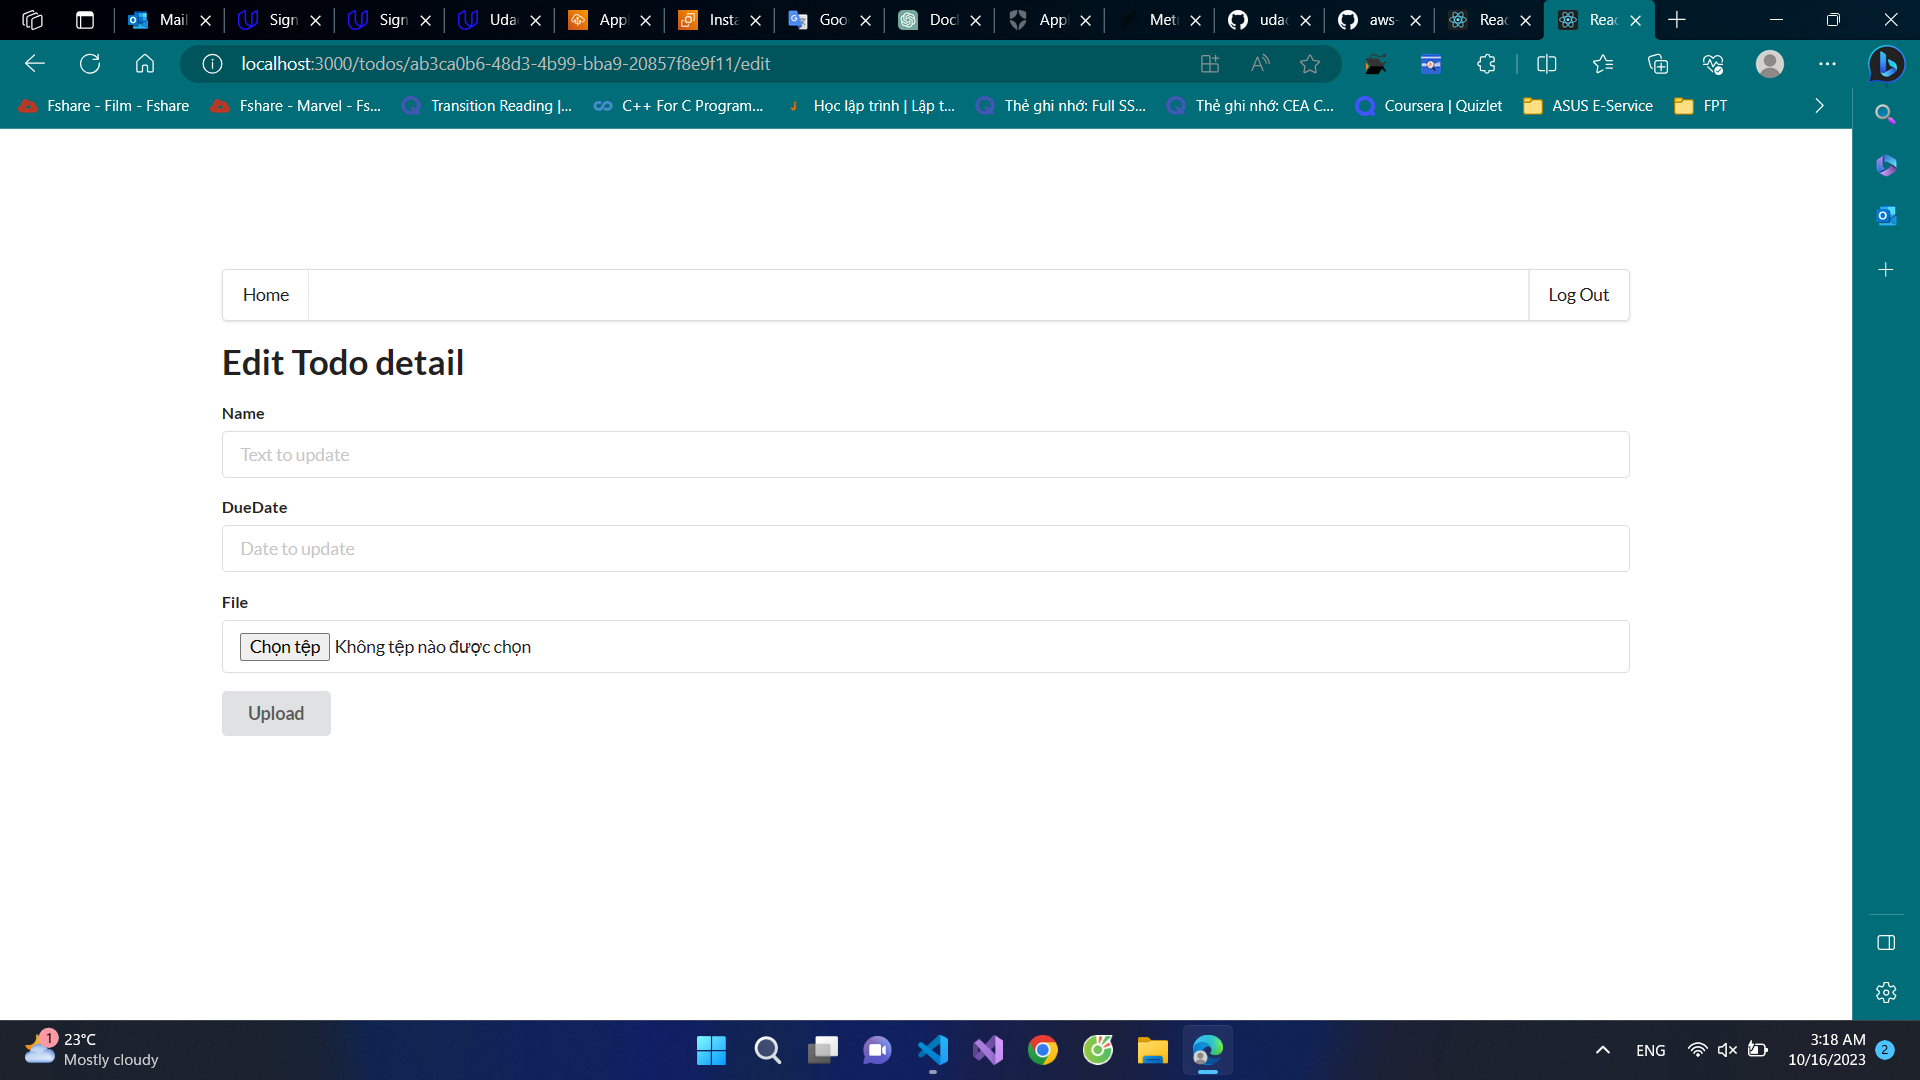 Mail
Sign
Sign
Uda
App
Insta
Goo
Doc
App
Met
uda
aws-
Reac
Reac
localhost:3000/todos/ab3ca0b6-48d3-4b99-bba9-20857f8e9f11/edit
Fshare - Film - Fshare
Fshare - Marvel - Fs...
Transition Reading |...
C++ For C Program...
Học lập trình | Lập t...
Thẻ ghi nhớ: Full SS...
Thẻ ghi nhớ: CEA C...
Coursera | Quizlet
ASUS E-Service
FPT
Home
Log Out
Edit Todo detail
Name
Text to update
DueDate
Date to update
File
Chọn tệp Không tệp nào được chọn
Upload
1
23°C
Mostly cloudy
ENG
3:18 AM
10/16/2023
2